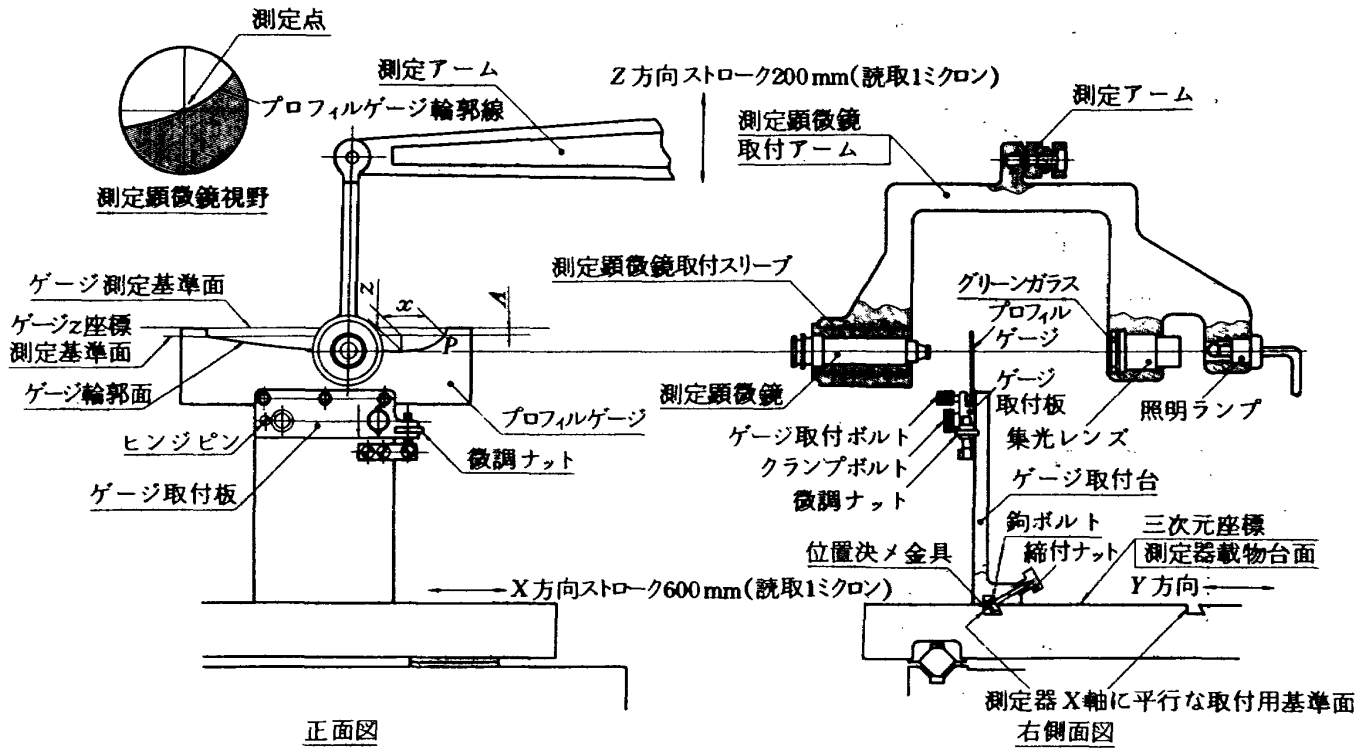 測定点
測定アーム
プロフィルゲージ輪郭線
測定顕微鏡視野
Z方向ストローク200mm(読取1ミクロン)
測定アーム
測定顕微鏡
取付アーム
ゲージ測定基準面
ゲージz座標
測定基準面
ゲージ輪郭面
ヒンジピン
ゲージ取付板
z
x
A
P
プロフィルゲージ
微調ナット
X方向ストローク600mm(読取1ミクロン)
正面図
測定顕微鏡取付スリーブ
グリーンガラス
プロフィル
ゲージ
測定顕微鏡
ゲージ
取付板
照明ランプ
ゲージ取付ボルト
集光レンズ
クランプボルト
ゲージ取付台
微調ナット
鉤ボルト
三次元座標
測定器載物台面
位置決メ金具
締付ナット
Y方向
測定器X軸に平行な取付用基準面
右側面図